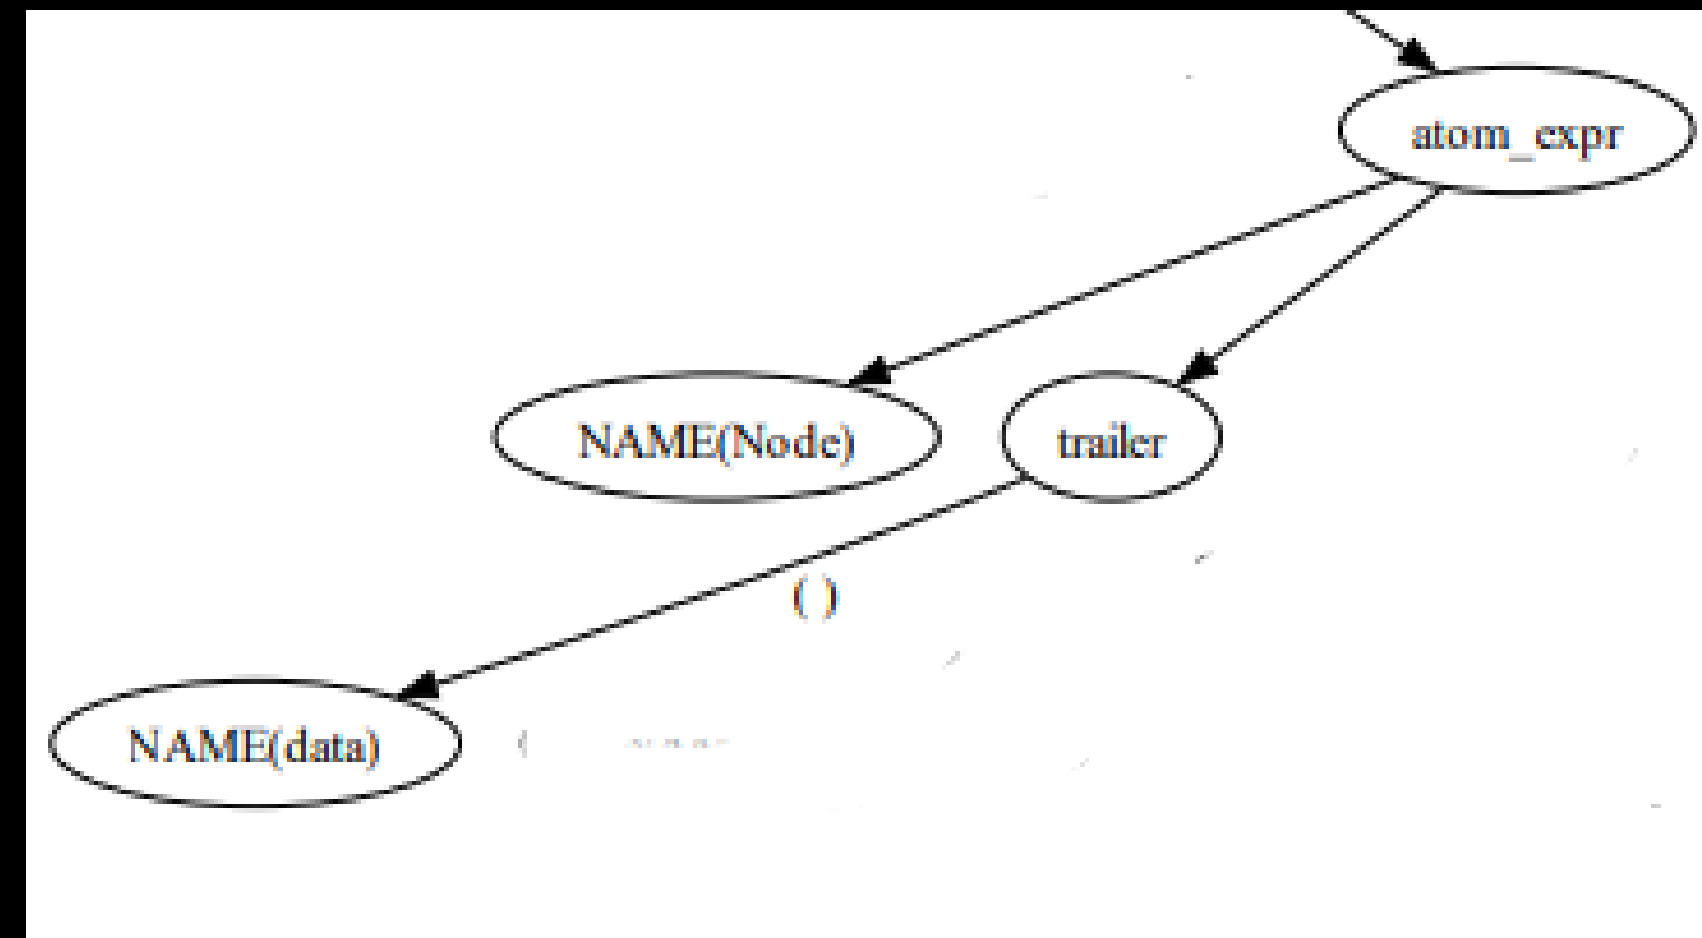 atom_expr
NAME(Node)
trailer
( )
NAME(data)